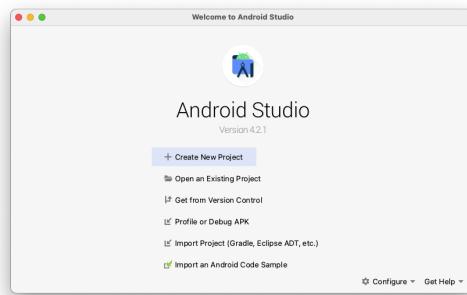 Welcome to Android Studio
Android Studio
Version 4.2.1
+ Create New Project
Open an Existing Project
Get from Version Control
Profile or Debug APK
Import Project (Gradle, Eclipse ADT, etc.)
Import an Android Code Sample
Configure Get Help